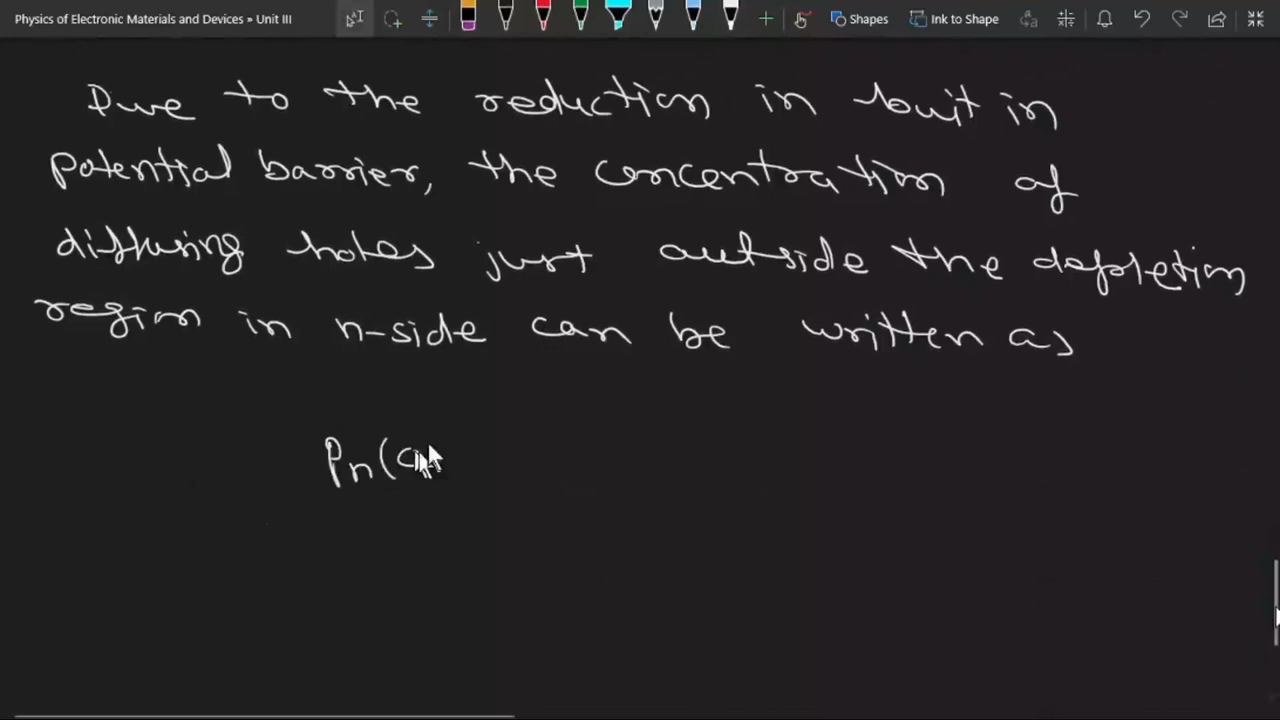 Physics of Electronic Materials and Devices » Unit III
Shapes
Ink to Shape
Due to the reduction in buit in
potential barrier, the concentration of
diffusing holes just outside the depletion
region in n-side can be written as
Pn(